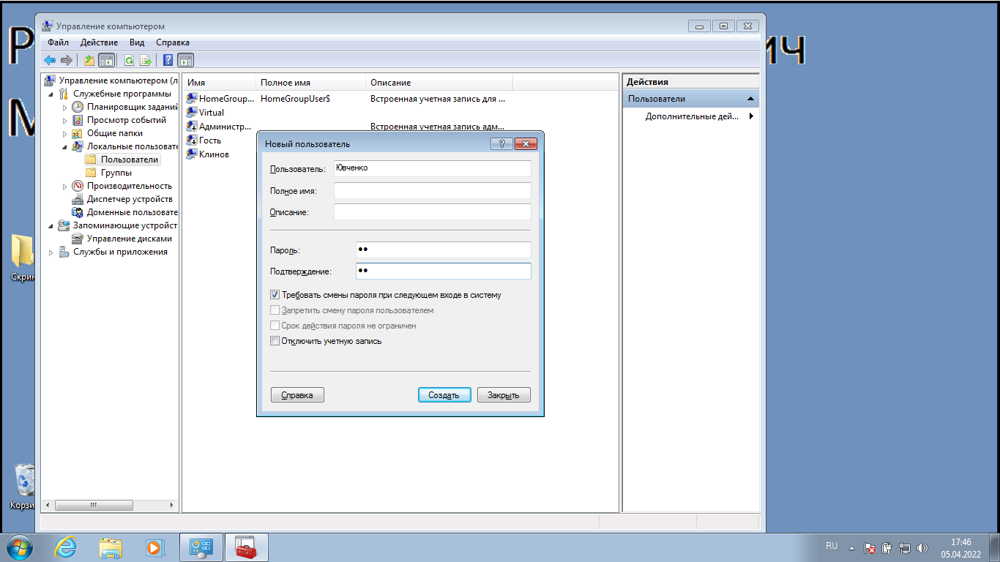 Управление компьютером
Файл Действие Вид Справка
Управление компьютером (л
Служебные программы
Планировщик заданий
Просмотр событий
Общие папки
Локальные пользовате
Пользователи
Группы
Производительность
Диспетчер устройств
Доменные пользовате
Запоминающие устройст
Управление дисками
Службы и приложения
Имя Полное имя Описание
HomeGroup... HomeGroupUser$ Встроенная учетная запись для ...
Virtual
Администр... Встроенная учетная запись адм...
Гость
Клинов
Действия
Пользователи
Дополнительные дей...
Новый пользователь
Пользователь: Ювченко
Полное имя:
Описание:
Пароль: ••
Подтверждение: ••
Требовать смены пароля при следующем входе в систему
Запретить смену пароля пользователем
Срок действия пароля не ограничен
Отключить учетную запись
Справка Создать Закрыть
ич
Скрин
Корзи
RU
17:46
05.04.2022